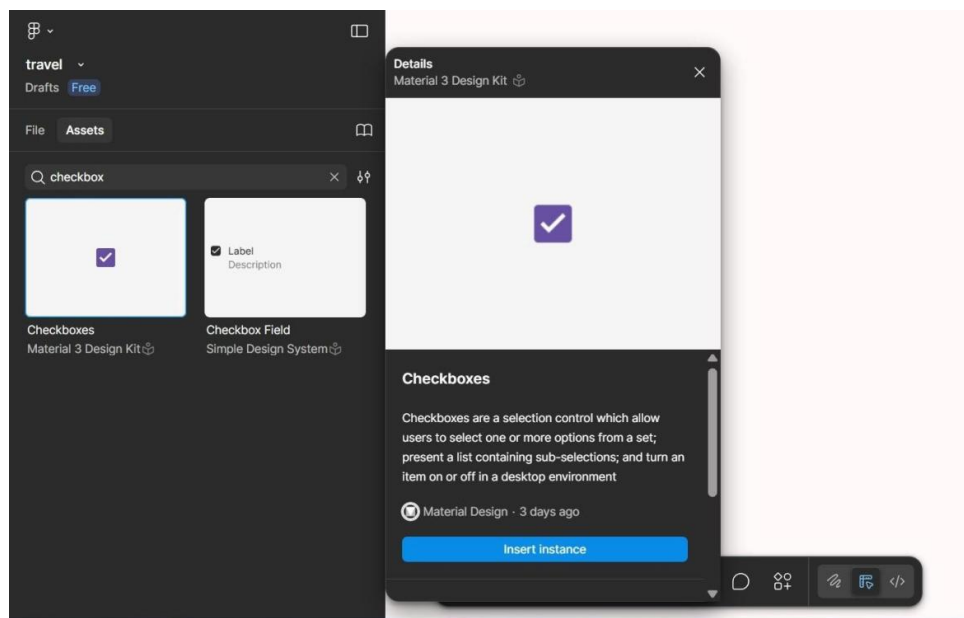 travel
Drafts Free
File Assets
checkbox
Label
Description
Checkboxes
Material 3 Design Kit
Checkbox Field
Simple Design System
Details
Material 3 Design Kit
Checkboxes
Checkboxes are a selection control which allow
users to select one or more options from a set;
present a list containing sub-selections; and turn an
item on or off in a desktop environment
Material Design · 3 days ago
Insert instance